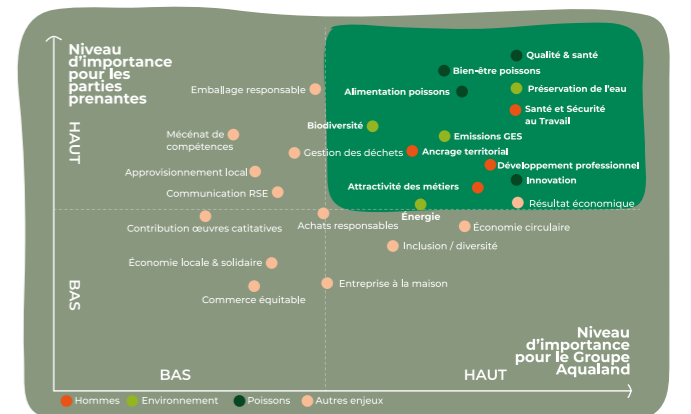 Niveau
d'importance
pour les
parties
prenantes
HAUT
BAS
Qualité & santé
Bien-être poissons
Emballage responsable
Alimentation poissons
Préservation de l'eau
Santé et Sécurité
au Travail
Biodiversité
Mécénat de
compétences
Emissions GES
Gestion des déchets
Ancrage territorial
Développement professionnel
Approvisionnement local
Innovation
Attractivité des métiers
Communication RSE
Résultat économique
Énergie
Contribution œuvres catitatives
Achats responsables
Économie circulaire
Inclusion / diversité
Économie locale & solidaire
Commerce équitable
Entreprise à la maison
Niveau
d'importance
pour le Groupe
Aqualand
BAS
HAUT
Hommes
Environnement
Poissons
Autres enjeux